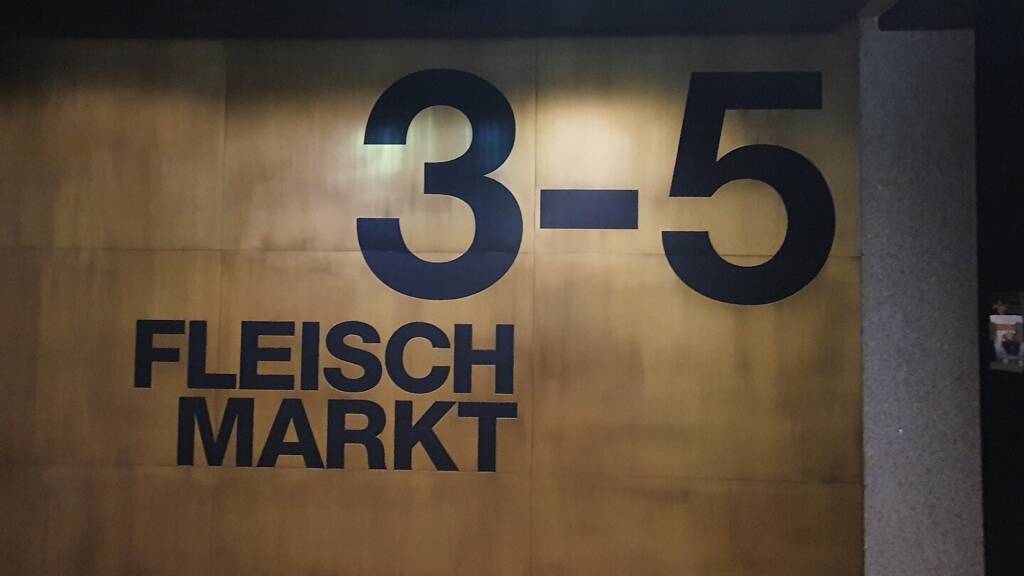 3-5
FLEISCH
MARKT